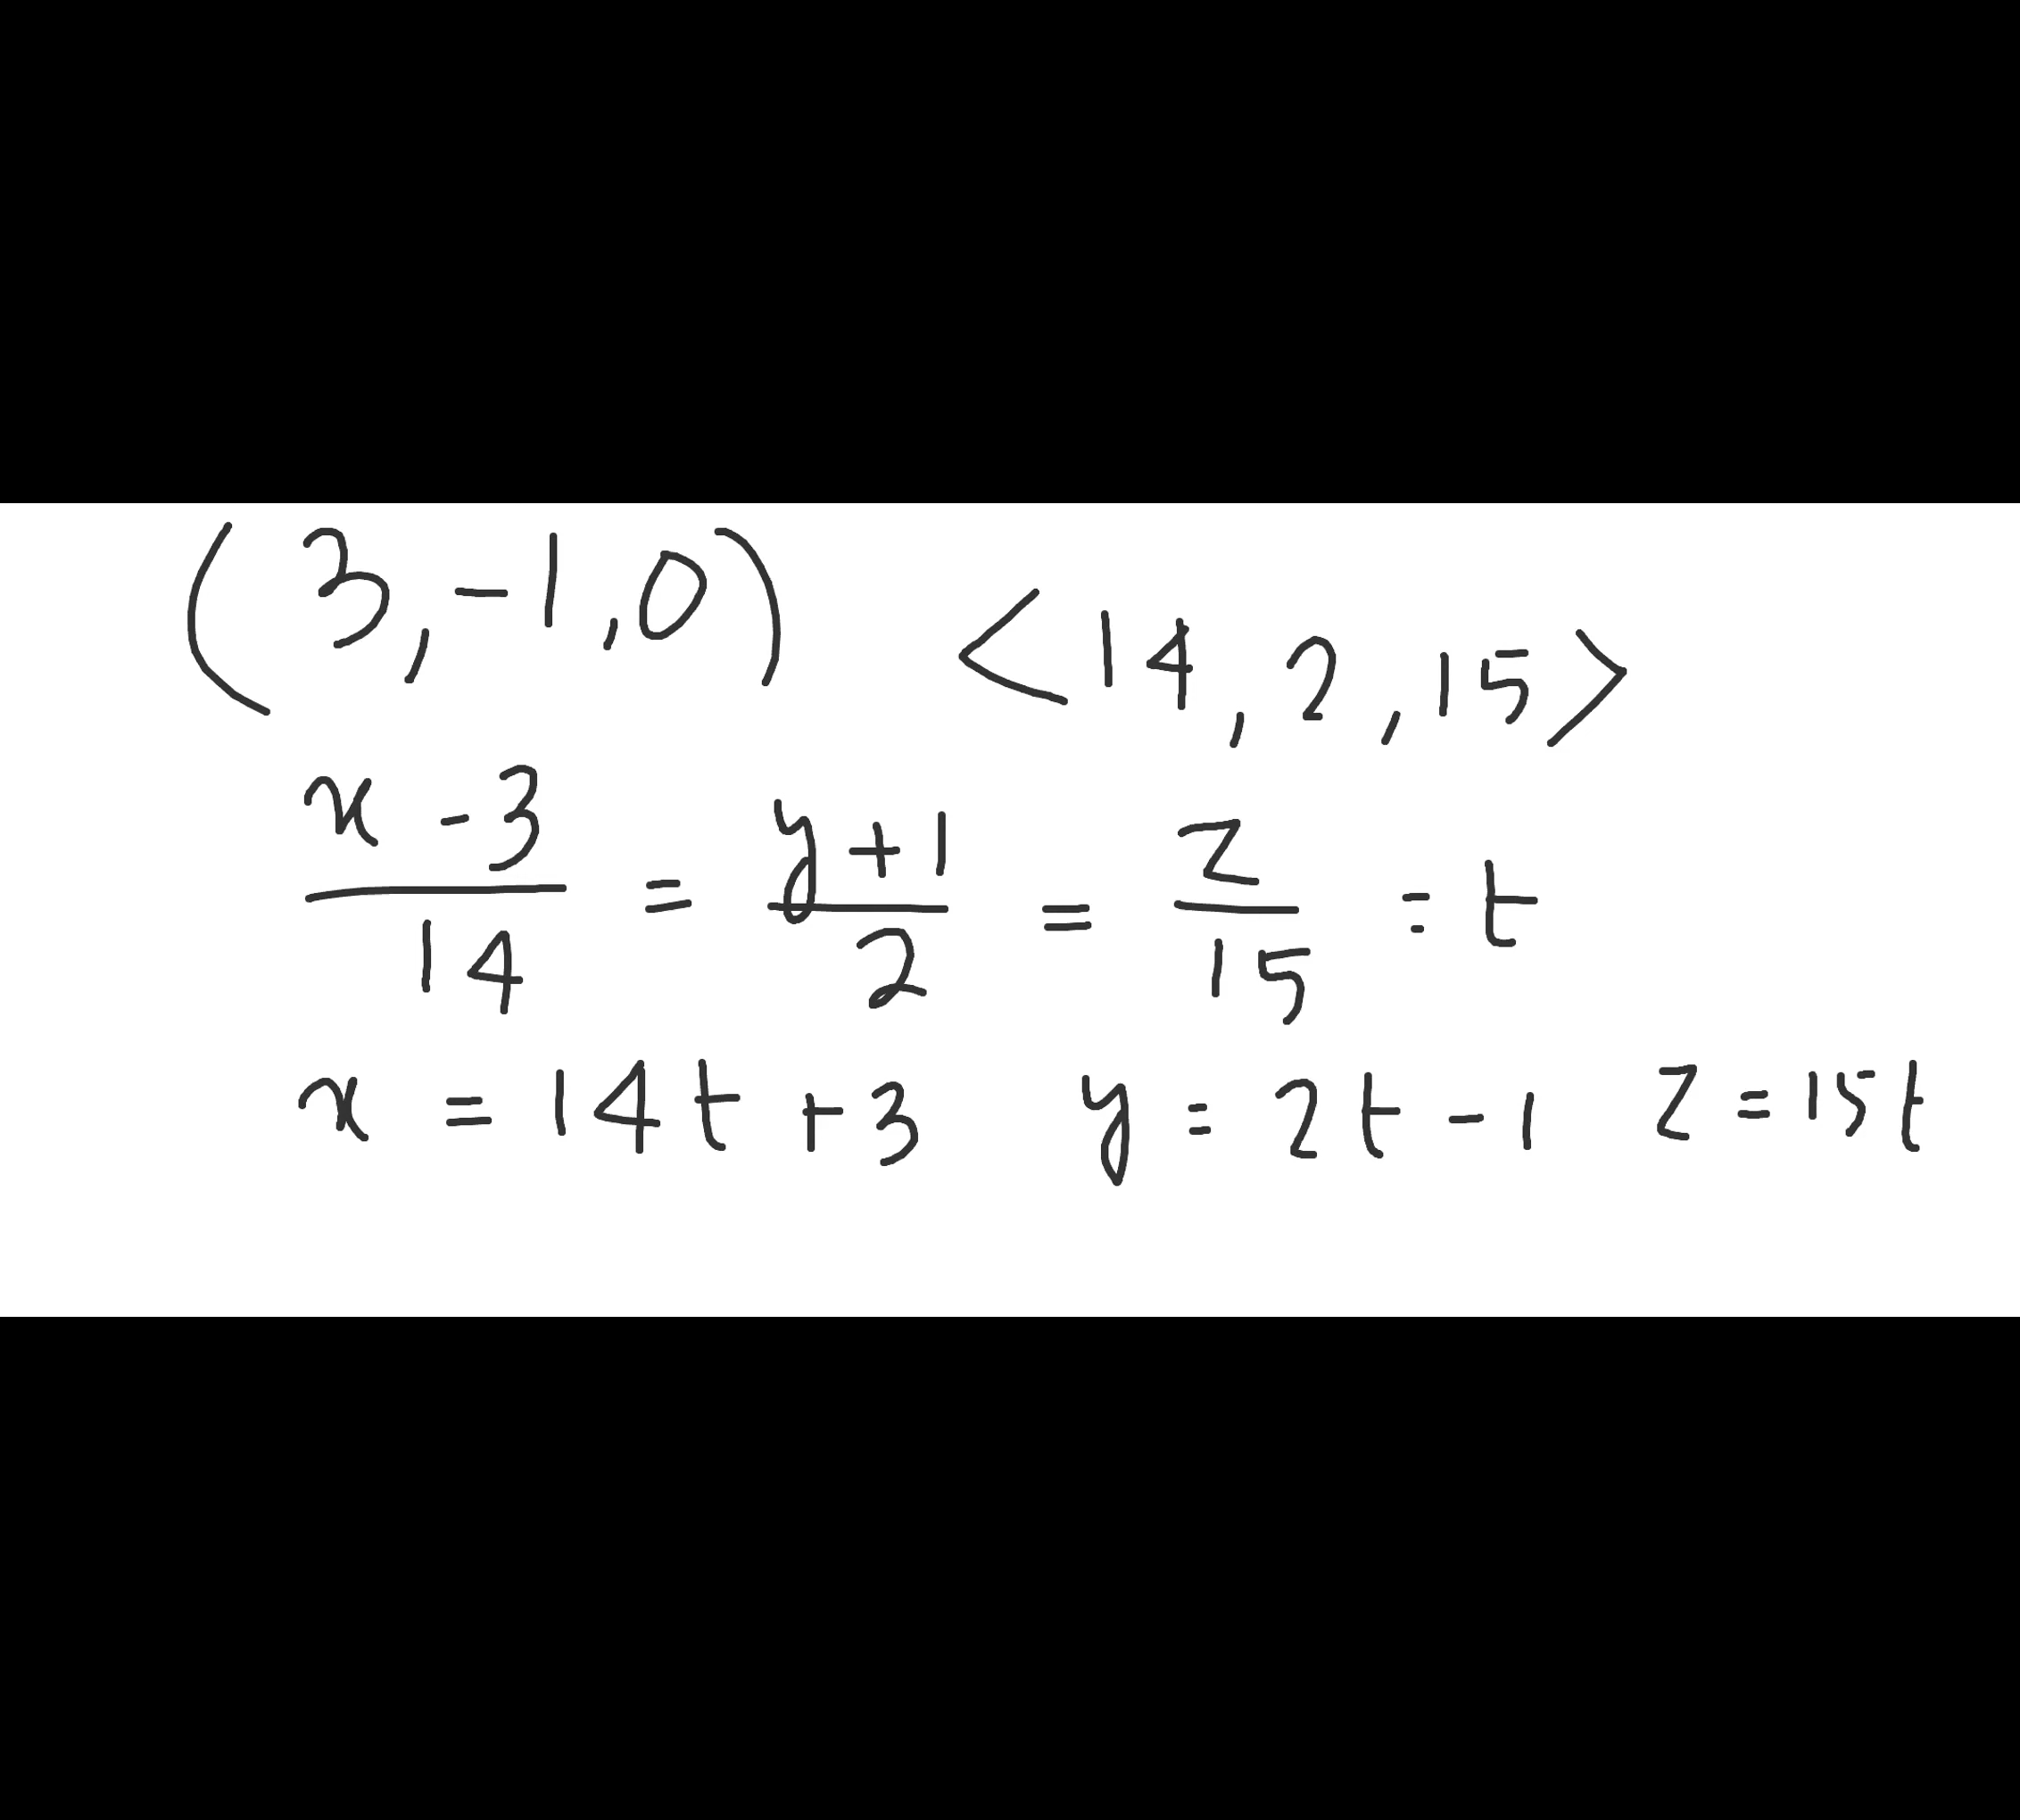 (3,-1,0) <14,2,15>
x-3/14 = y+1/2 = z/15 = t
x = 14t+3 y = 2t-1 z = 15t